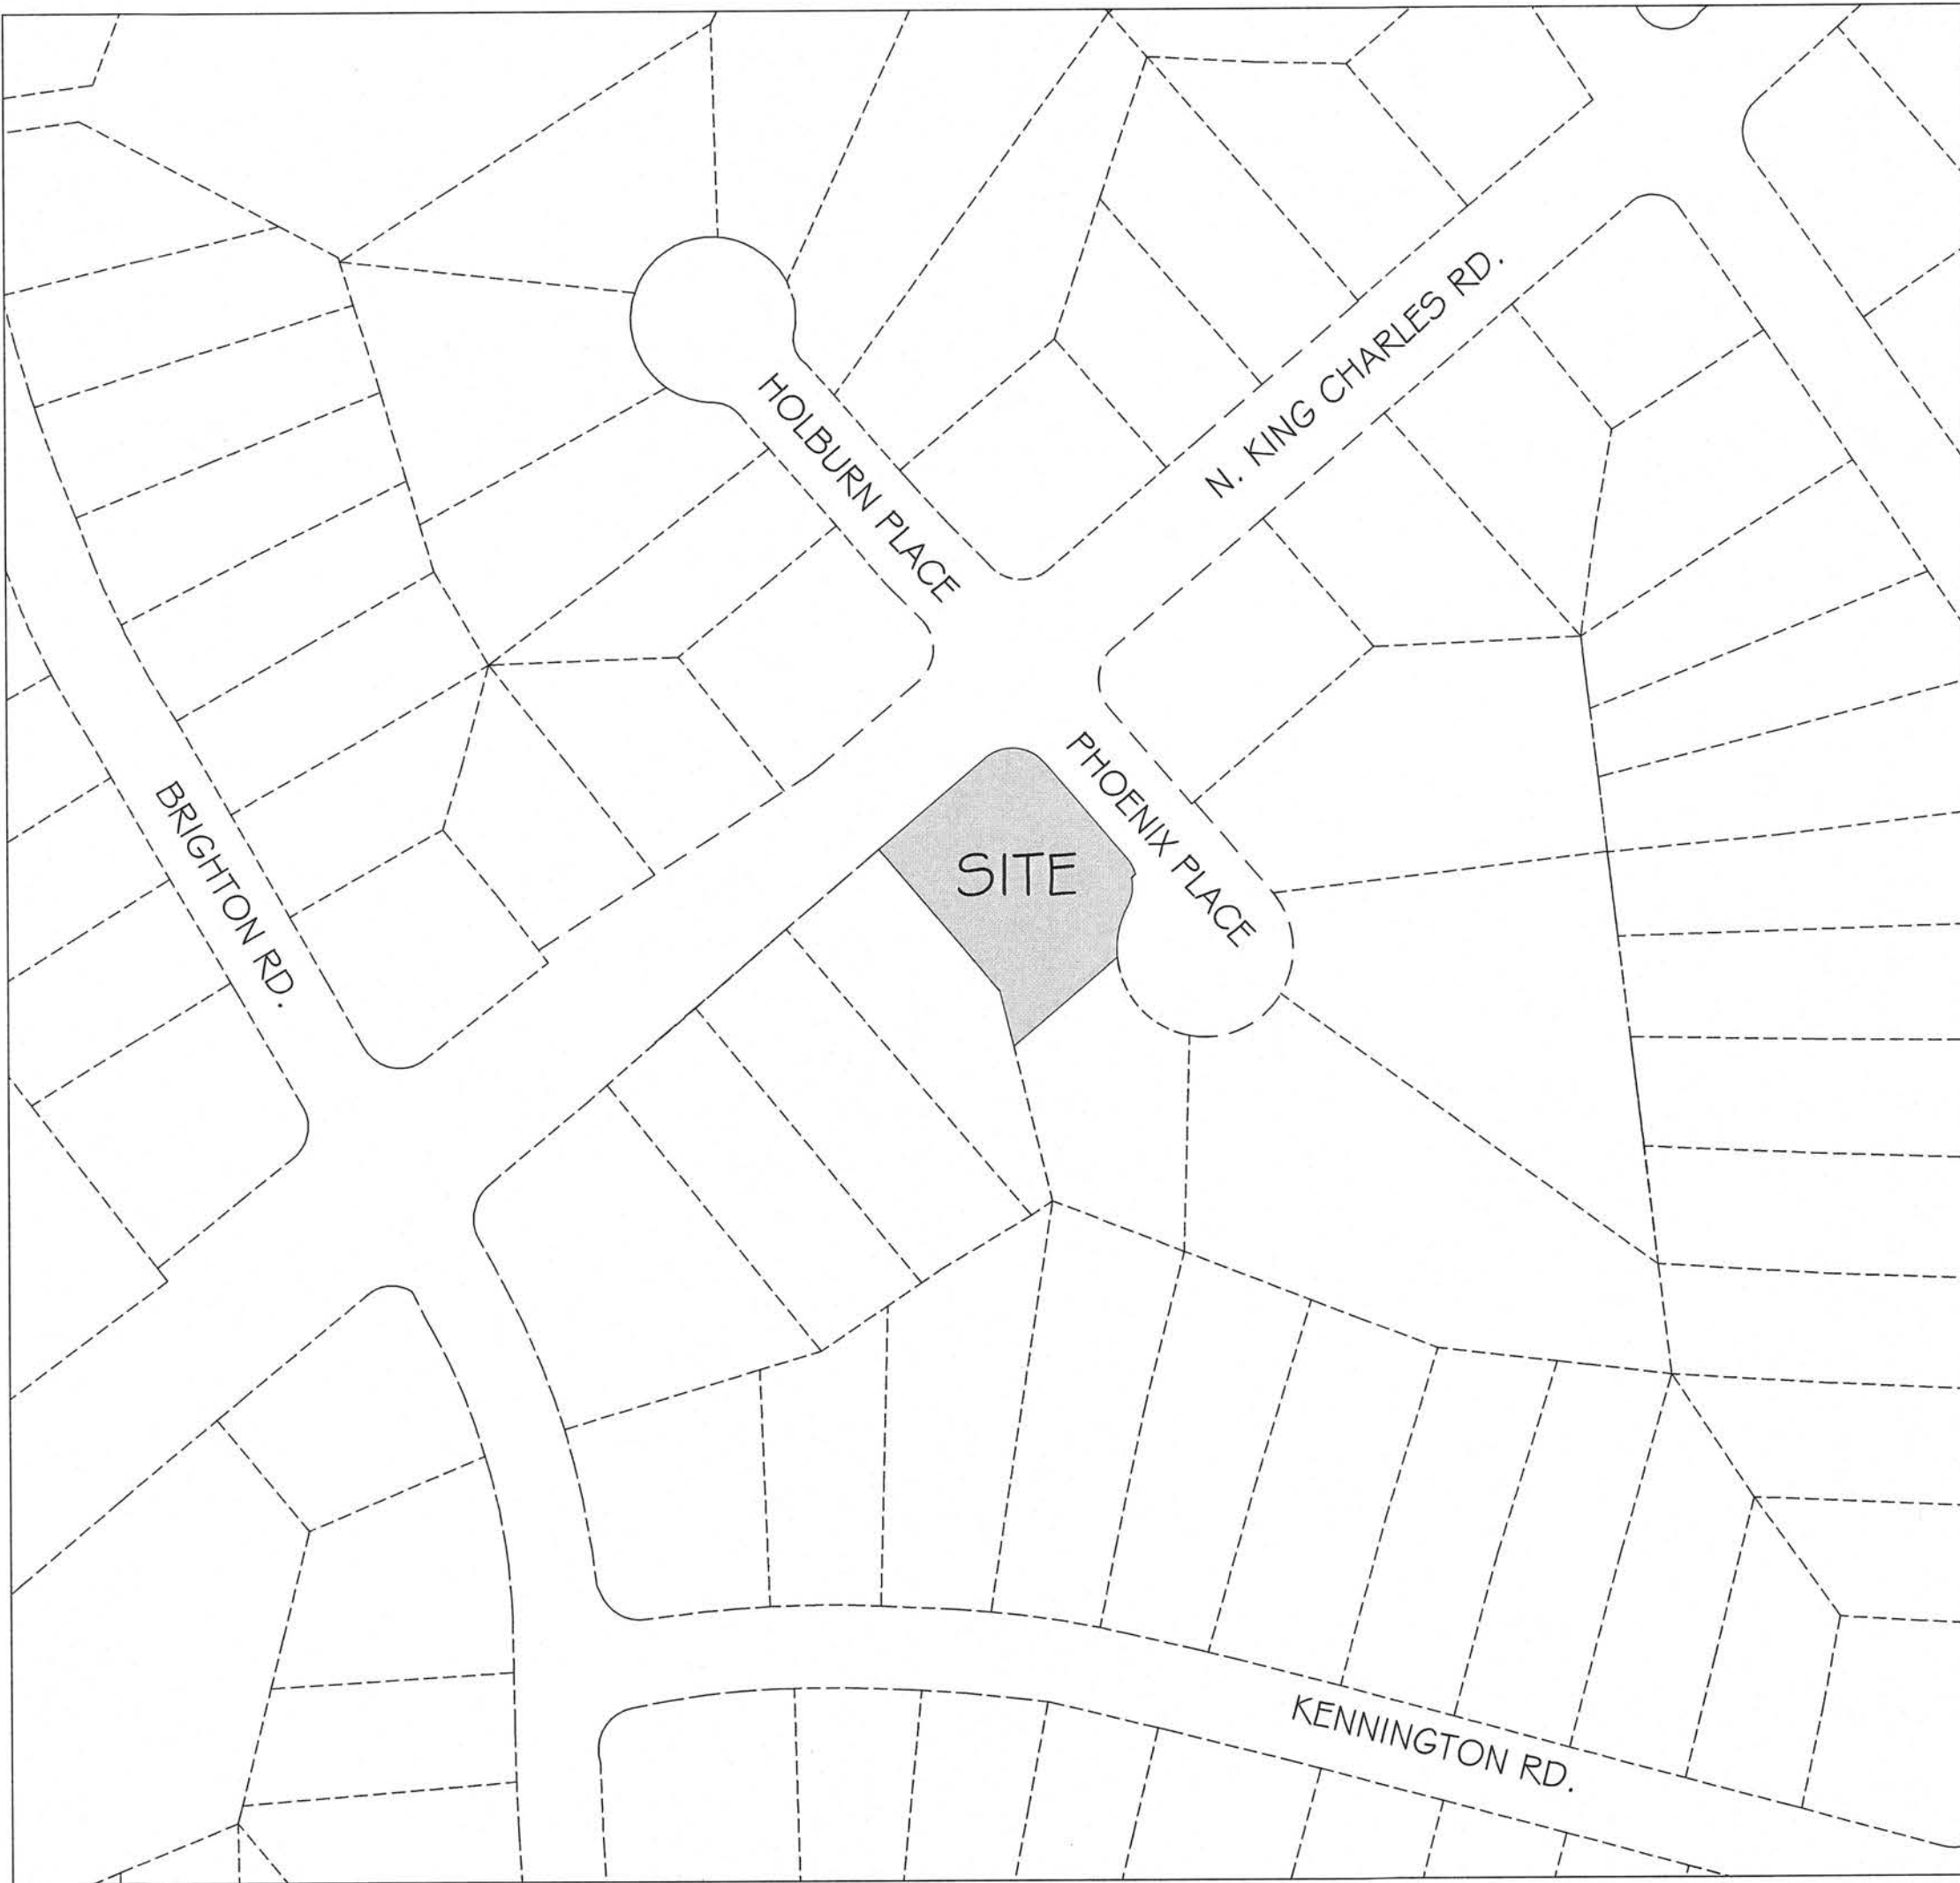 N. KING CHARLES RD.
HOLBURN PLACE
PHOENIX PLACE
SITE
BRIGHTON RD.
KENNINGTON RD.